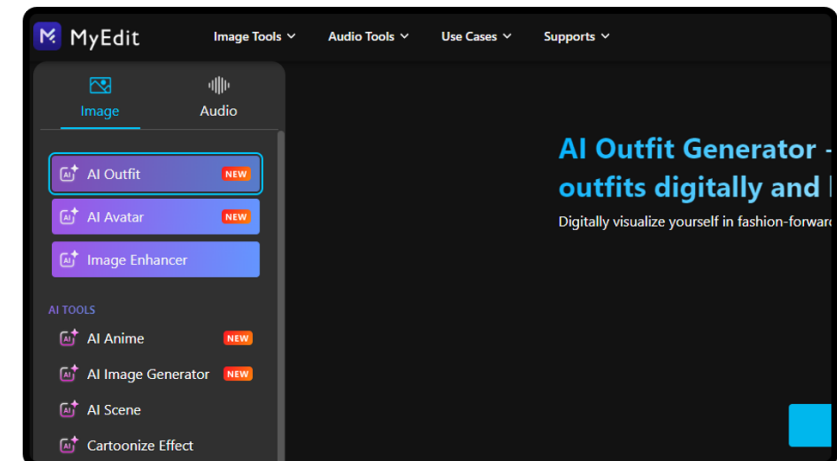 MyEdit
Image Tools
Audio Tools
Use Cases
Supports
Image
Audio
AI Outfit NEW
AI Avatar NEW
Image Enhancer
AI TOOLS
AI Anime NEW
AI Image Generator NEW
AI Scene
Cartoonize Effect
AI Outfit Generator -
outfits digitally and
Digitally visualize yourself in fashion-forward